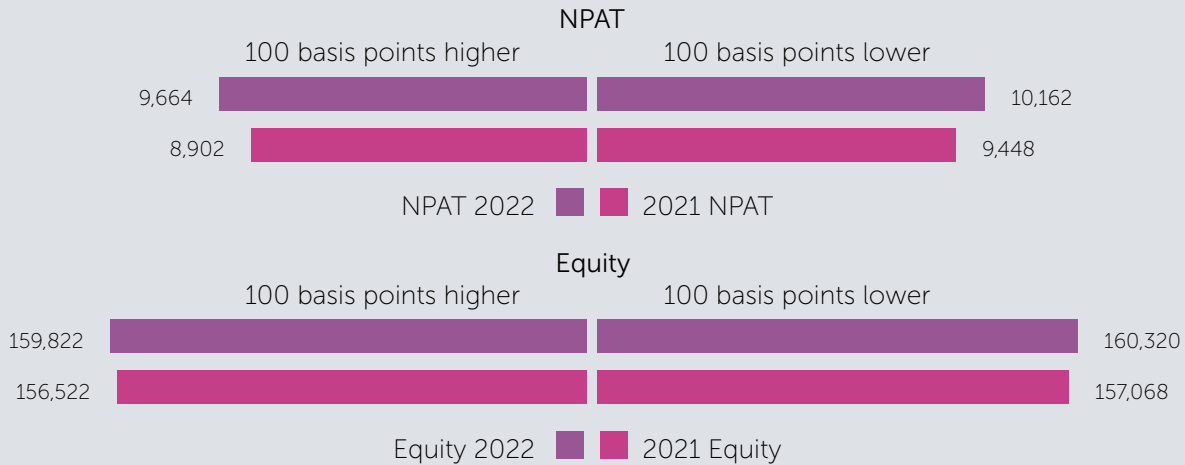 NPAT
100 basis points higher 100 basis points lower
9,664 10,162
8,902 9,448
NPAT 2022 2021 NPAT
Equity
100 basis points higher 100 basis points lower
159,822 160,320
156,522 157,068
Equity 2022 2021 Equity